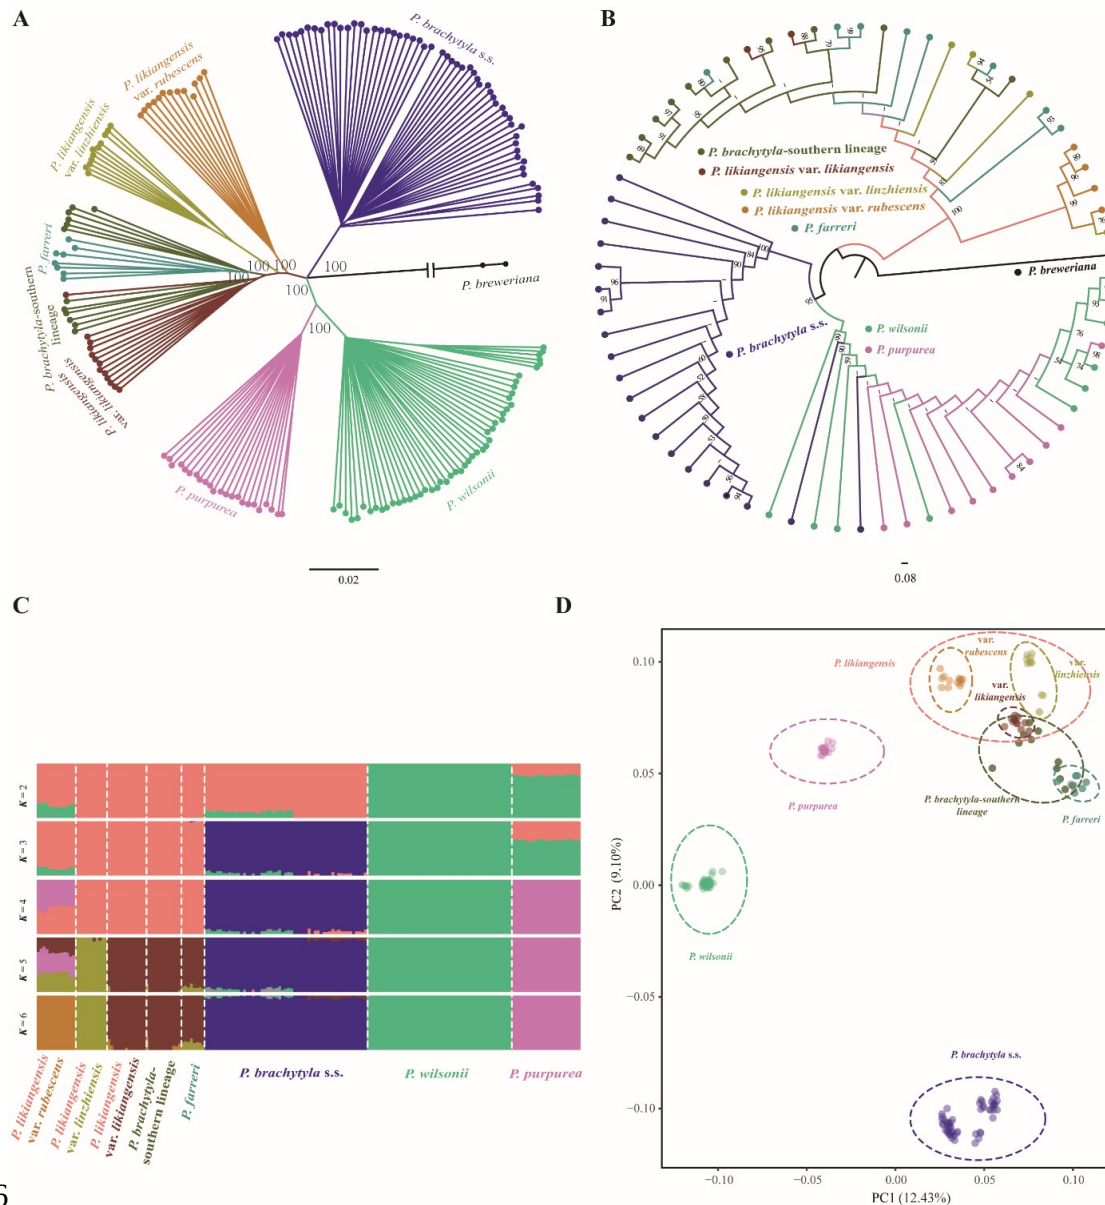 A
P. brachytyla s.s.
P. likiangensis
var. rubescens
P. likiangensis
var. linzhiensis
P. farreri
P. brachytyla-southern
lineage
P. likiangensis
var. likiangensis
100
100
100
100
100
100
P. breweriana
P. purpurea
P. wilsonii
0.02
B
P. brachytyla-southern lineage
P. likiangensis var. likiangensis
P. likiangensis var. linzhiensis
P. likiangensis var. rubescens
P. farreri
100
P. breweriana
P. brachytyla s.s.
P. wilsonii
P. purpurea
0.08
C
K = 2
K = 3
K = 4
K = 5
K = 6
P. likiangensis
var. rubescens
P. likiangensis
var. linzhiensis
P. likiangensis
var. likiangensis
P. brachytyla-
southern lineage
P. farreri
P. brachytyla s.s.
P. wilsonii
P. purpurea
D
PC2 (9.10%)
0.10
0.05
0.00
−0.05
−0.10
P. likiangensis
var.
rubescens
var.
linzhiensis
var.
likiangensis
P. purpurea
P. brachytyla-southern
lineage
P. farreri
P. wilsonii
P. brachytyla s.s.
−0.10
−0.05
0.00
0.05
0.10
PC1 (12.43%)
6